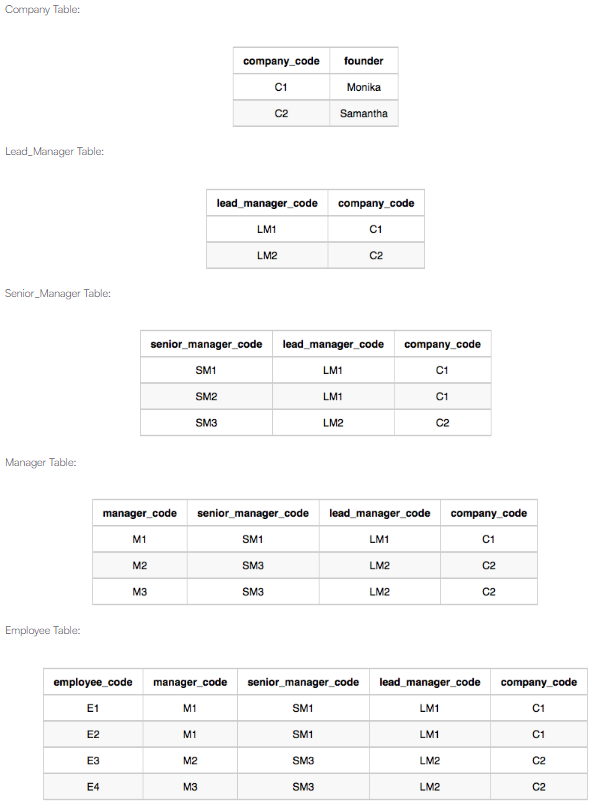 Company Table:
company_code founder
C1 Monika
C2 Samantha
Lead_Manager Table:
lead_manager_code company_code
LM1 C1
LM2 C2
Senior_Manager Table:
senior_manager_code lead_manager_code company_code
SM1 LM1 C1
SM2 LM1 C1
SM3 LM2 C2
Manager Table:
manager_code senior_manager_code lead_manager_code company_code
M1 SM1 LM1 C1
M2 SM3 LM2 C2
M3 SM3 LM2 C2
Employee Table:
employee_code manager_code senior_manager_code lead_manager_code company_code
E1 M1 SM1 LM1 C1
E2 M1 SM1 LM1 C1
E3 M2 SM3 LM2 C2
E4 M3 SM3 LM2 C2